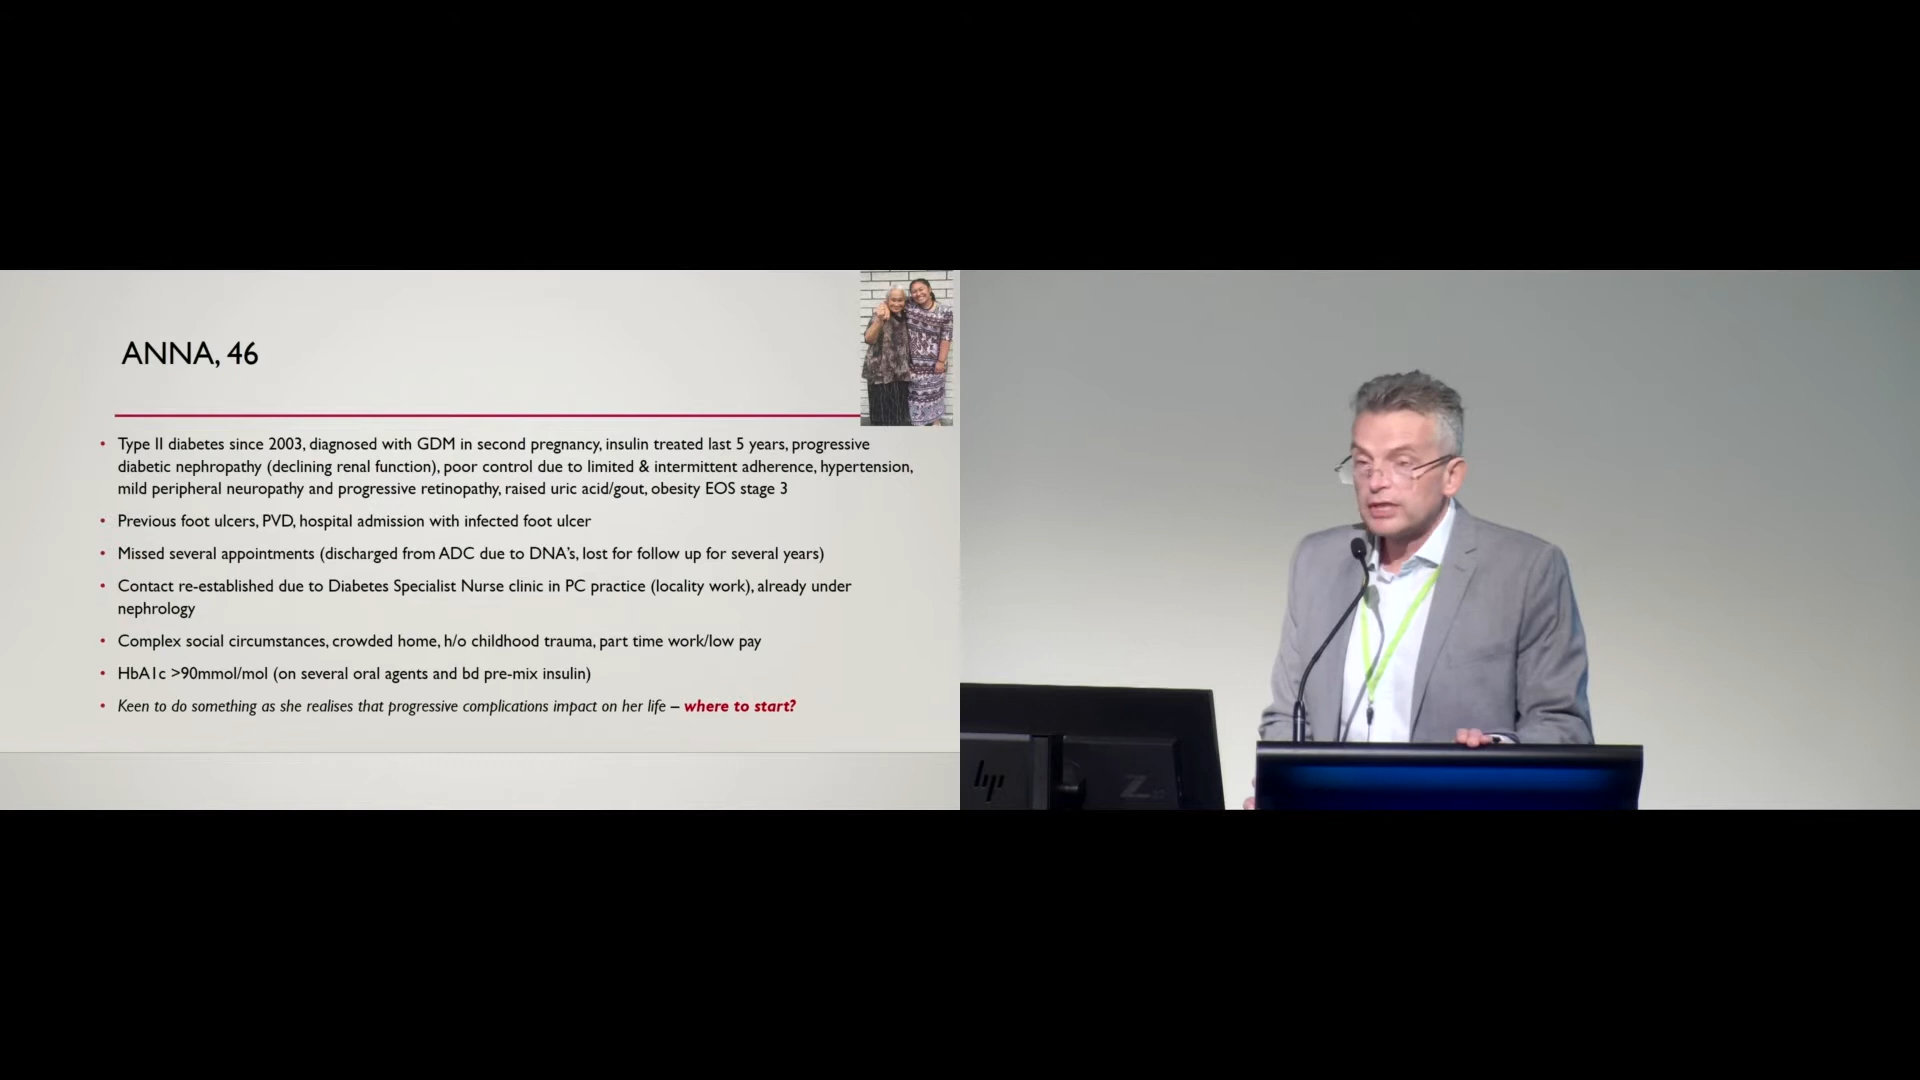 ANNA, 46
• Type II diabetes since 2003, diagnosed with GDM in second pregnancy, insulin treated last 5 years, progressive
diabetic nephropathy (declining renal function), poor control due to limited & intermittent adherence, hypertension,
mild peripheral neuropathy and progressive retinopathy, raised uric acid/gout, obesity EOS stage 3
• Previous foot ulcers, PVD, hospital admission with infected foot ulcer
• Missed several appointments (discharged from ADC due to DNA's, lost for follow up for several years)
• Contact re-established due to Diabetes Specialist Nurse clinic in PC practice (locality work), already under
nephrology
• Complex social circumstances, crowded home, h/o childhood trauma, part time work/low pay
• HbA1c >90mmol/mol (on several oral agents and bd pre-mix insulin)
• Keen to do something as she realises that progressive complications impact on her life – where to start?
hp
Z